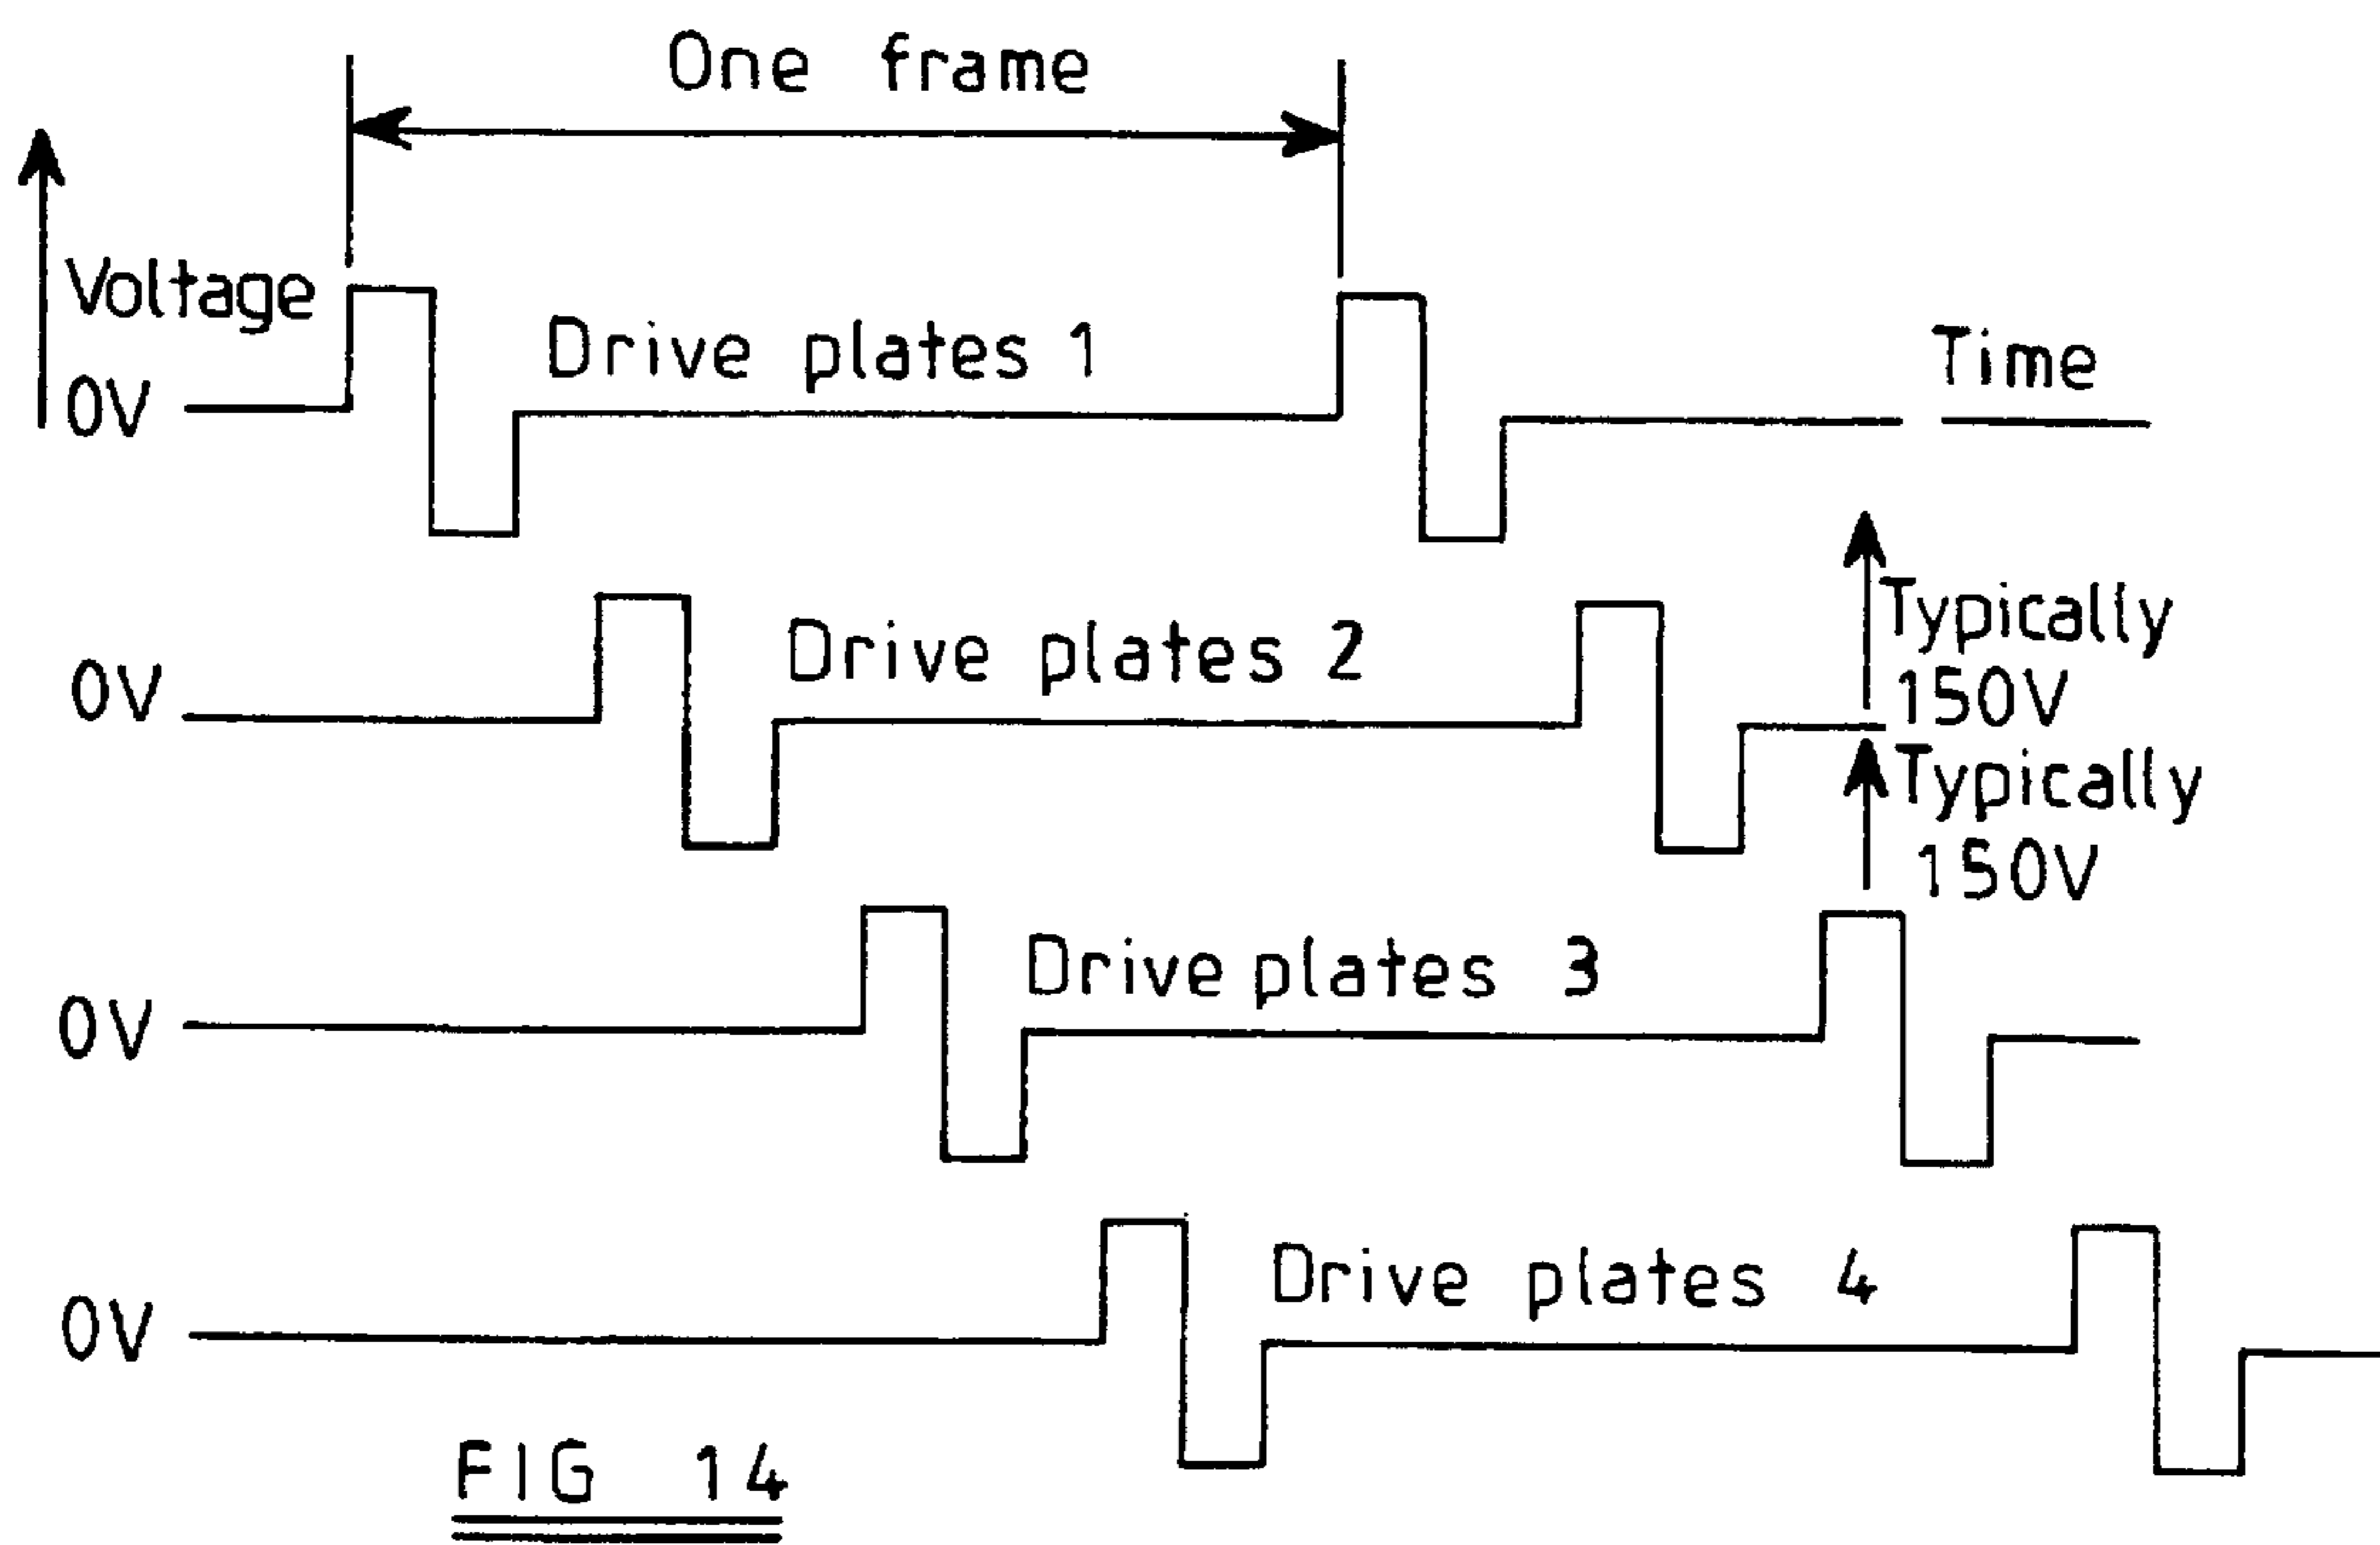 One frame
Voltage
0V
Drive plates 1
Time
0V
Drive plates 2
Typically
150V
Typically
150V
0V
Drive plates 3
0V
Drive plates 4
FIG 14